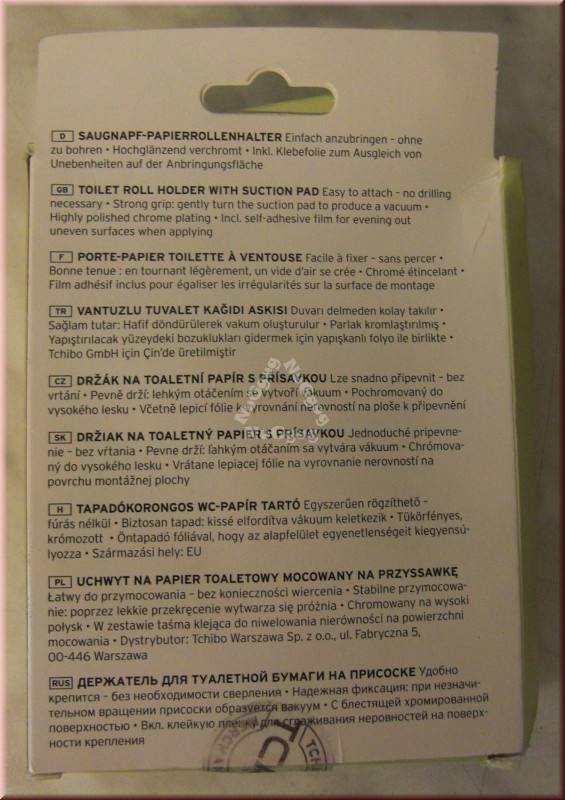 D SAUGNAPF-PAPIERROLLENHALTER Einfach anzubringen – ohne
zu bohren • Hochglänzend verchromt • Inkl. Klebefolie zum Ausgleich von
Unebenheiten auf der Anbringungsfläche
GB TOILET ROLL HOLDER WITH SUCTION PAD Easy to attach – no drilling
necessary • Strong grip: gently turn the suction pad to produce a vacuum •
Highly polished chrome plating • Incl. self-adhesive film for evening out
uneven surfaces when applying
F PORTE-PAPIER TOILETTE À VENTOUSE Facile à fixer – sans percer •
Bonne tenue : en tournant légèrement, un vide d'air se crée • Chromé étincelant •
Film adhésif inclus pour égaliser les irrégularités sur la surface de montage
TR VANTUZLU TUVALET KAĞIDI ASKISI Duvarı delmeden kolay takılır •
Sağlam tutar: Hafif döndürülerek vakum oluşturulur • Parlak kromlaştırılmış •
Yapıştırılacak yüzeydeki bozuklukları gidermek için yapışkanlı folyo ile birlikte •
Tchibo GmbH için Çin'de üretilmiştir
CZ DRŽÁK NA TOALETNÍ PAPÍR S PŘÍSAVKOU Lze snadno připevnit – bez
vrtání • Pevně drží: lehkým otáčením se vytvoří vákuum • Pochromovaný do
vysokého lesku • Včetně lepicí fólie k vyrovnání nerovností na ploše k připevnění
SK DRŽIAK NA TOALETNÝ PAPIER S PRÍSAVKOU Jednoduché pripevne-
nie – bez vŕtania • Pevne drží: ľahkým otáčaním sa vytvára vákuum • Chrómova-
ný do vysokého lesku • Vrátane lepiacej fólie na vyrovnanie nerovností na
povrchu montážnej plochy
H TAPADÓKORONGOS WC-PAPÍR TARTÓ Egyszerűen rögzíthető –
fúrás nélkül • Biztosan tapad: kissé elfordítva vákuum keletkezik • Tükörfényes,
krómozott • Öntapadó fóliával, hogy az alapfelület egyenetlenségeit kiegyensú-
lyozza • Származási hely: EU
PL UCHWYT NA PAPIER TOALETOWY MOCOWANY NA PRZYSSAWKĘ
Łatwy do przymocowania – bez konieczności wiercenia • Stabilne przymocowa-
nie: poprzez lekkie przekręcenie wytwarza się próżnia • Chromowany na wysoki
połysk • W zestawie taśma klejąca do niwelowania nierówności na powierzchni
mocowania • Dystrybutor: Tchibo Warszawa Sp. z o.o., ul. Fabryczna 5,
00-446 Warszawa
RUS ДЕРЖАТЕЛЬ ДЛЯ ТУАЛЕТНОЙ БУМАГИ НА ПРИСОСКЕ Удобно
крепится – без необходимости сверления • Надежная фиксация: при незначи-
тельном вращении присоски образуется вакуум • С блестящей хромированной
поверхностью • Вкл. клейкую пленку для сглаживания неровностей на поверх-
ности крепления